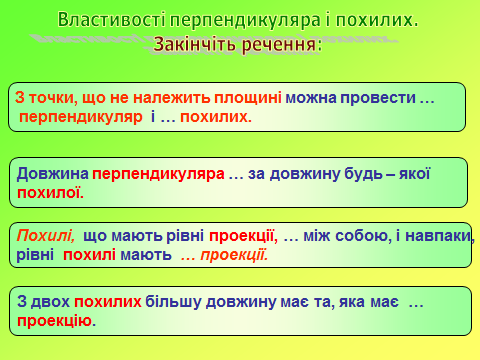 Властивості перпендикуляра і похилих.
Закінчіть речення:
З точки, що не належить площині можна провести …
перпендикуляр і … похилих.
Довжина перпендикуляра … за довжину будь – якої
похилої.
Похилі, що мають рівні проекції, … між собою, і навпаки,
рівні похилі мають … проекції.
З двох похилих більшу довжину має та, яка має …
проекцію.